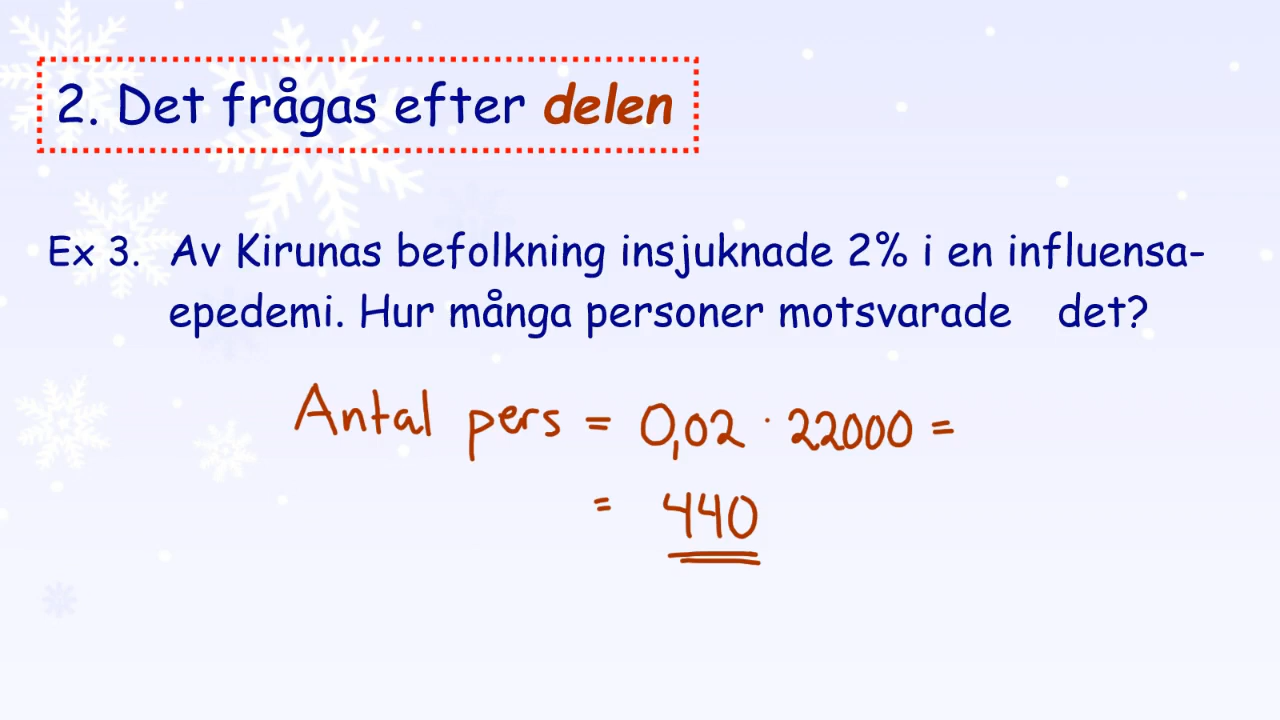 2. Det frågas efter delen
Ex 3. Av Kirunas befolkning insjuknade 2% i en influensa-
epedemi. Hur många personer motsvarade det?
Antal pers = 0,02 · 22000 =
= 440